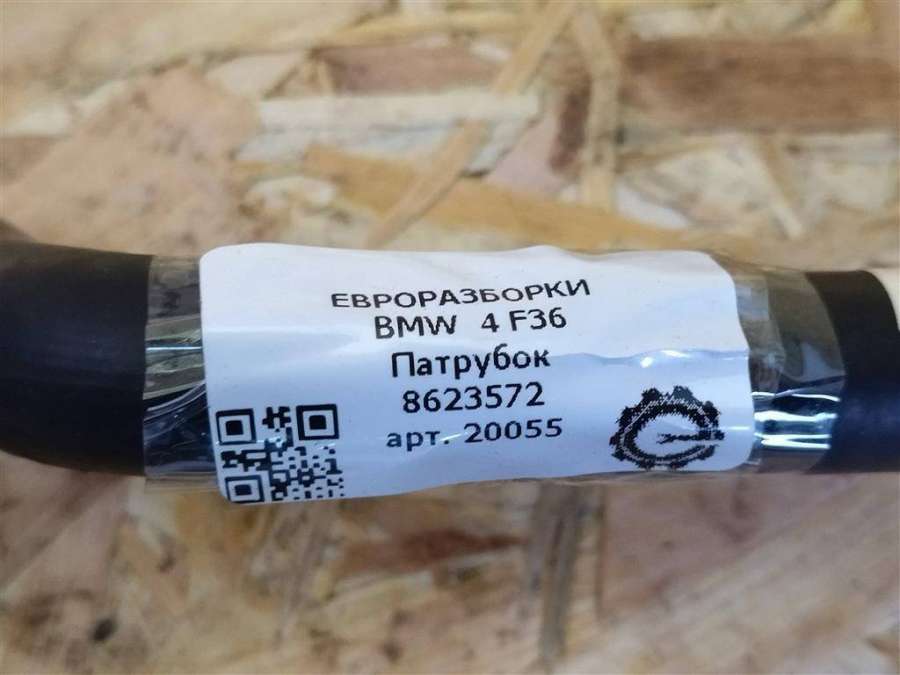 ЕВРОРАЗБОРКИ
BMW 4 F36
Патрубок
8623572
арт. 20055